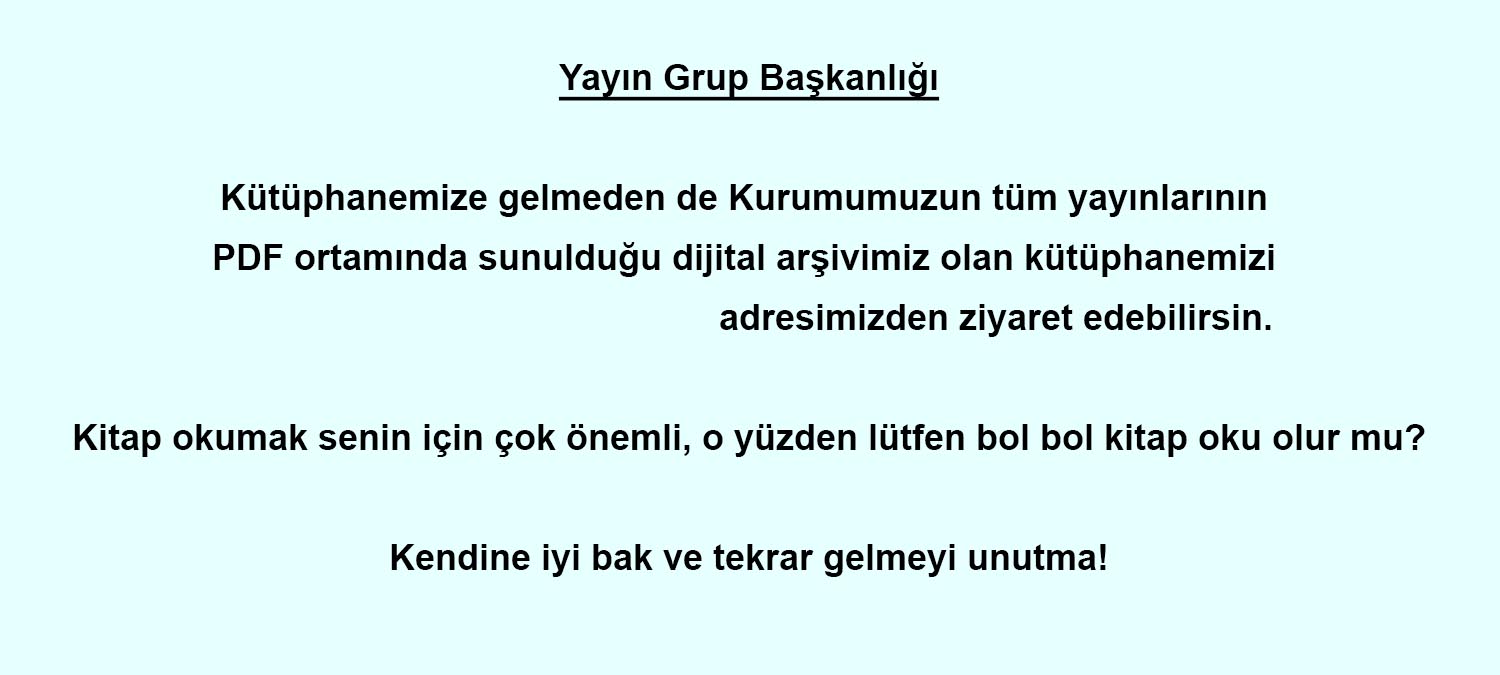 Yayın Grup Başkanlığı
Kütüphanemize gelmeden de Kurumumuzun tüm yayınlarının
PDF ortamında sunulduğu dijital arşivimiz olan kütüphanemizi
adresimizden ziyaret edebilirsin.
Kitap okumak senin için çok önemli, o yüzden lütfen bol bol kitap oku olur mu?
Kendine iyi bak ve tekrar gelmeyi unutma!